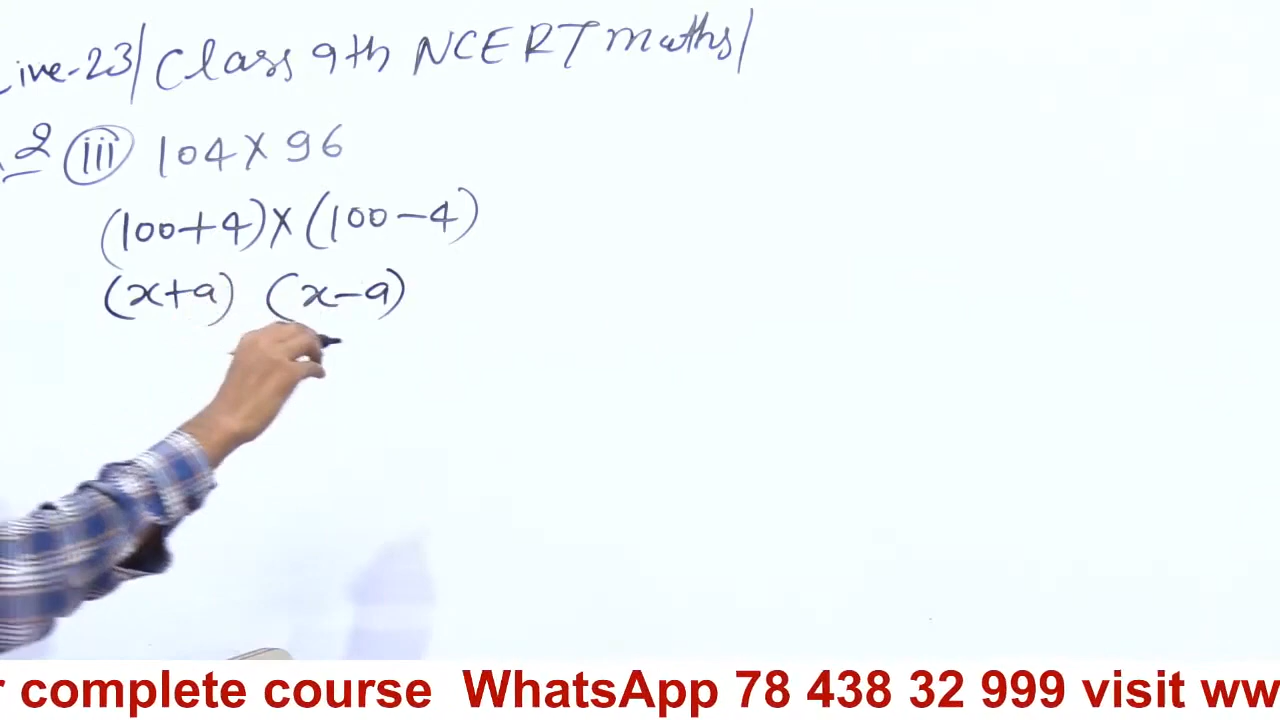 Live-23/Class 9th NCERT maths/
2 (iii) 104 X 96
(100+4)X(100-4)
(x+a) (x-a)
r complete course WhatsApp 78 438 32 999 visit ww